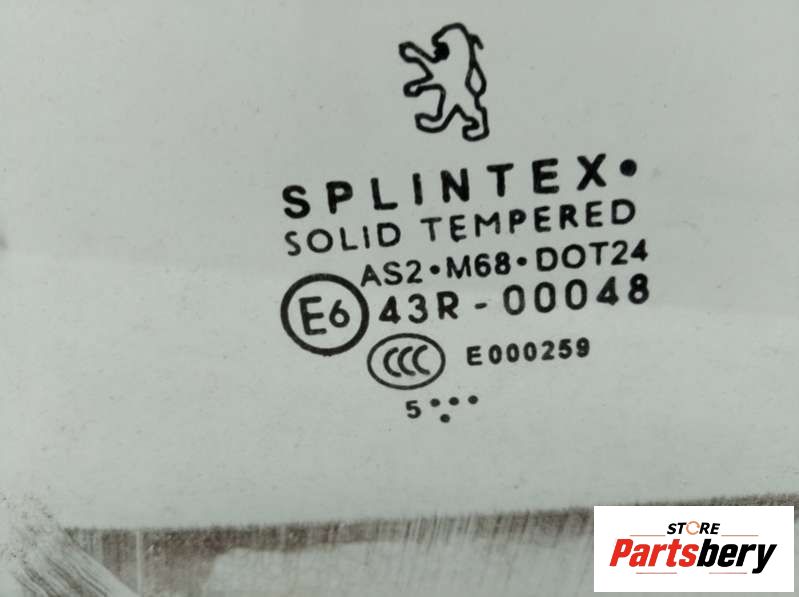 SPLINTEX•
SOLID TEMPERED
AS2•M68•DOT24
E6 43R-00048
CCC E000259
5
STORE
Partsbery